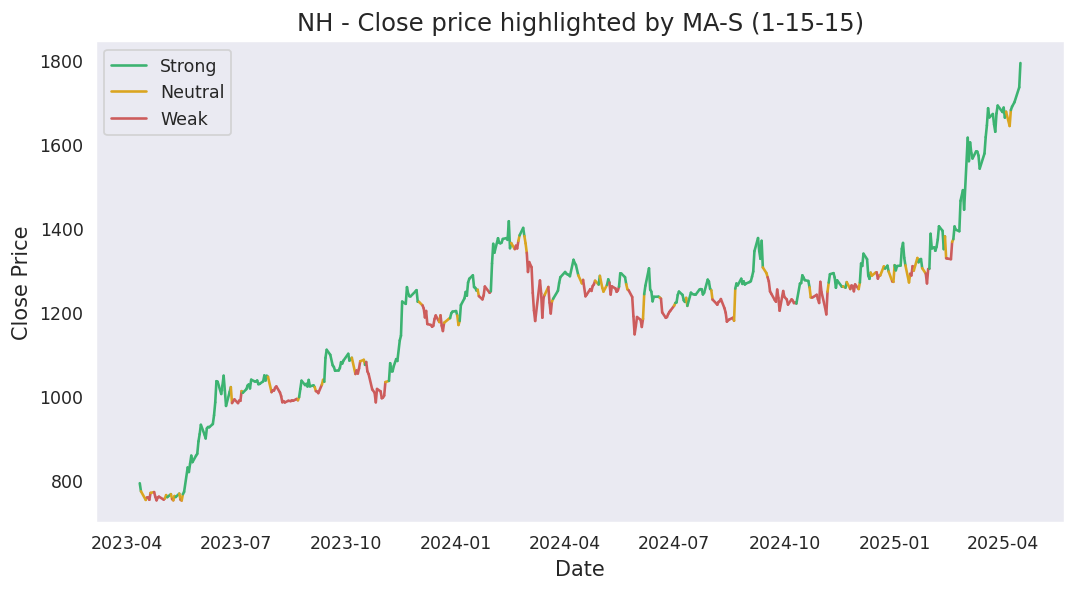 NH - Close price highlighted by MA-S (1-15-15)
Strong
Neutral
Weak
Close Price
1800
1600
1400
1200
1000
800
2023-04 2023-07 2023-10 2024-01 2024-04 2024-07 2024-10 2025-01 2025-04
Date